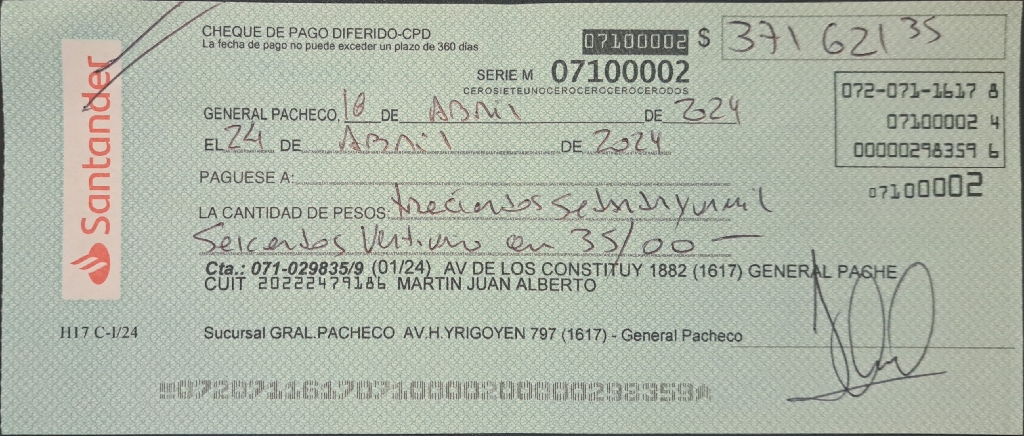 Santander
CHEQUE DE PAGO DIFERIDO-CPD
La fecha de pago no puede exceder un plazo de 360 días
07100002 $ 371 621 35
SERIE M 07100002
CEROSIETEUNOCEROCEROCEROCERODOS
072-071-1617 8
07100002 4
00000298359 6
07100002
GENERAL PACHECO, 18 DE ABRIL DE 2024
EL 24 DE ABRIL DE 2024
PAGUESE A:
LA CANTIDAD DE PESOS: trecientos setenta y un mil
Seicentos Ventiuno con 35/00 —
Cta.: 071-029835/9 (01/24) AV DE LOS CONSTITUY 1882 (1617) GENERAL PACHE
CUIT 20222479186 MARTIN JUAN ALBERTO
H17 C-I/24
Sucursal GRAL.PACHECO AV.H.YRIGOYEN 797 (1617) - General Pacheco
07207116170710000200000298359